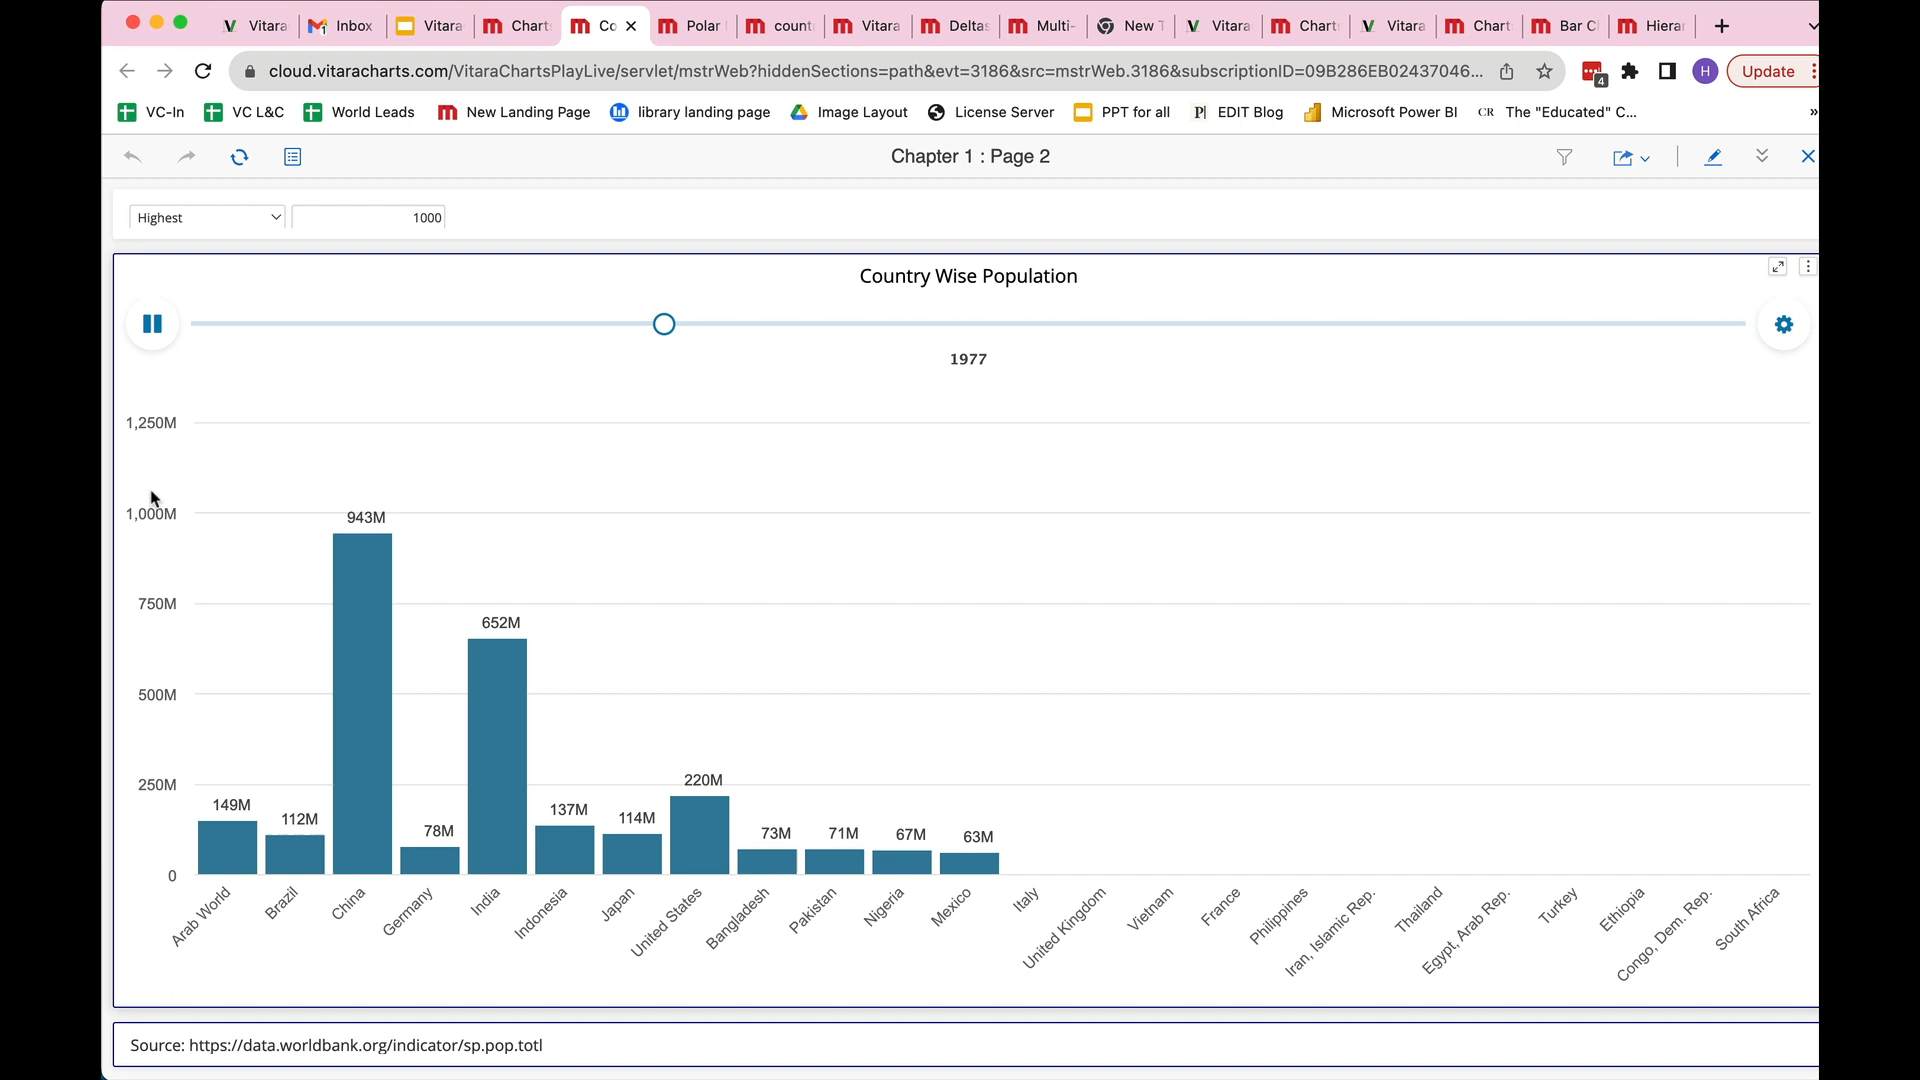 Vitara Inbox Vitara Chart Co Polar count Vitara Deltas Multi- New T Vitara Chart Vitara Chart Bar C Hierar
cloud.vitaracharts.com/VitaraChartsPlayLive/servlet/mstrWeb?hiddenSections=path&evt=3186&src=mstrWeb.3186&subscriptionID=09B286EB02437046... 4 H Update
VC-In VC L&C World Leads New Landing Page library landing page Image Layout License Server PPT for all P| EDIT Blog Microsoft Power BI CR The "Educated" C... »
Chapter 1 : Page 2
Highest 1000
Country Wise Population
1977
1,250M
1,000M
943M
750M
652M
500M
250M
220M
149M 112M 78M 137M 114M 73M 71M 67M 63M
0
Arab World Brazil China Germany India Indonesia Japan United States Bangladesh Pakistan Nigeria Mexico Italy United Kingdom Vietnam France Philippines Iran, Islamic Rep. Thailand Egypt, Arab Rep. Turkey Ethiopia Congo, Dem. Rep. South Africa
Source: https://data.worldbank.org/indicator/sp.pop.totl